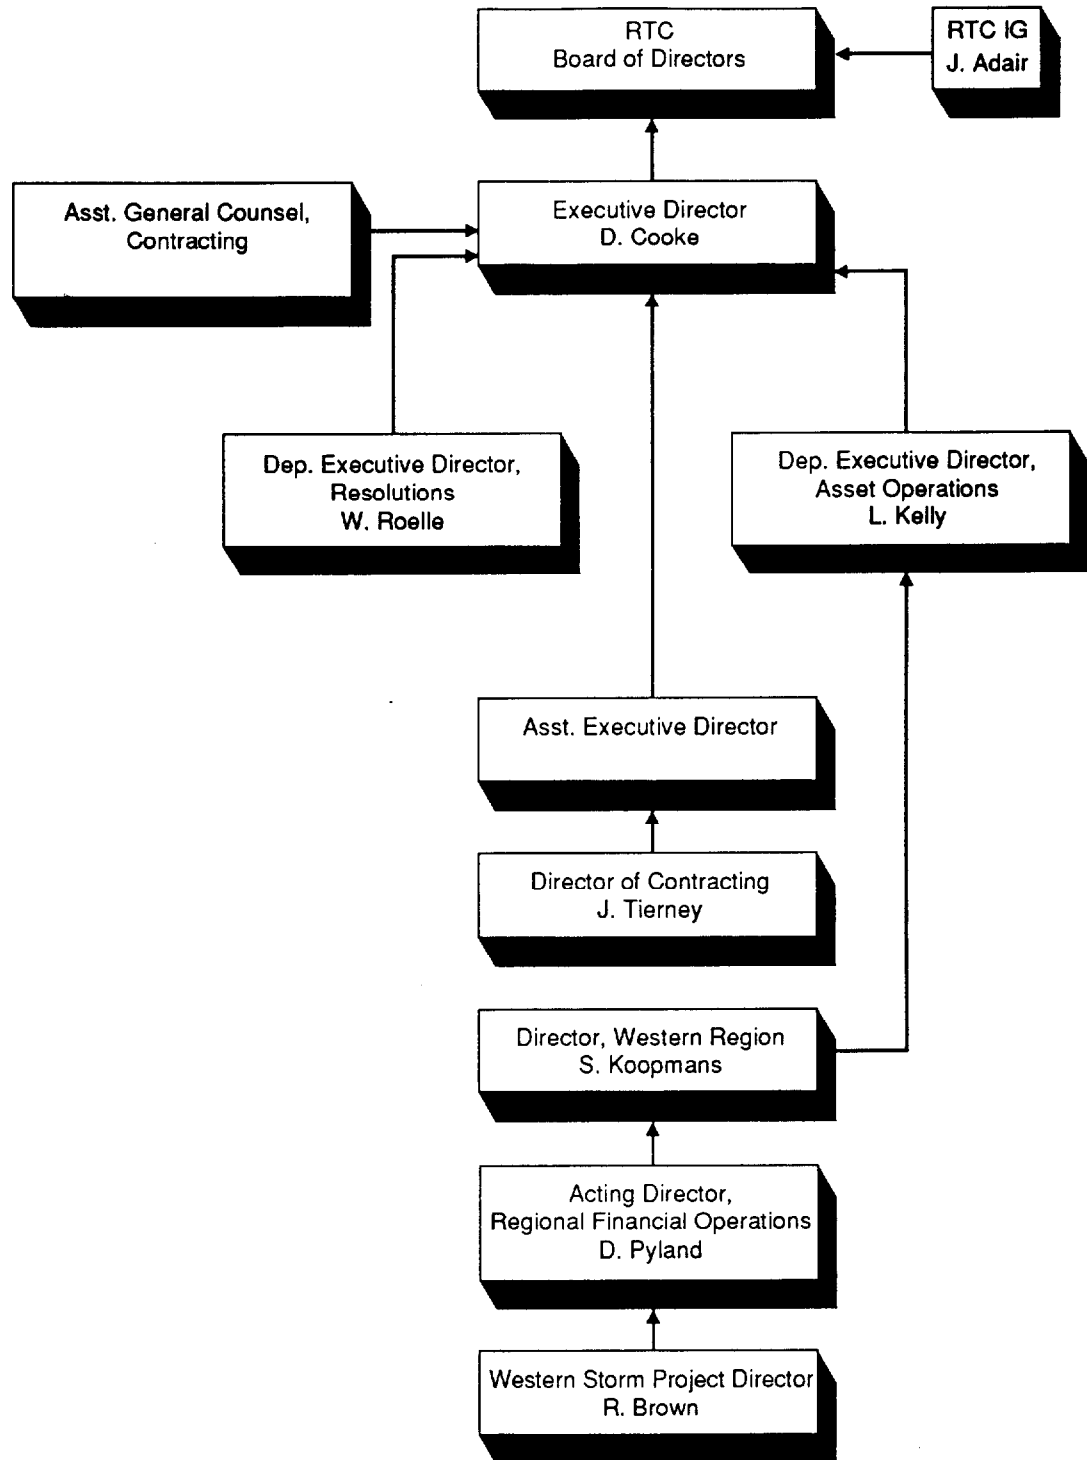 RTC
Board of Directors
RTC IG
J. Adair
Asst. General Counsel,
Contracting
Executive Director
D. Cooke
Dep. Executive Director,
Resolutions
W. Roelle
Dep. Executive Director,
Asset Operations
L. Kelly
Asst. Executive Director
Director of Contracting
J. Tierney
Director, Western Region
S. Koopmans
Acting Director,
Regional Financial Operations
D. Pyland
Western Storm Project Director
R. Brown